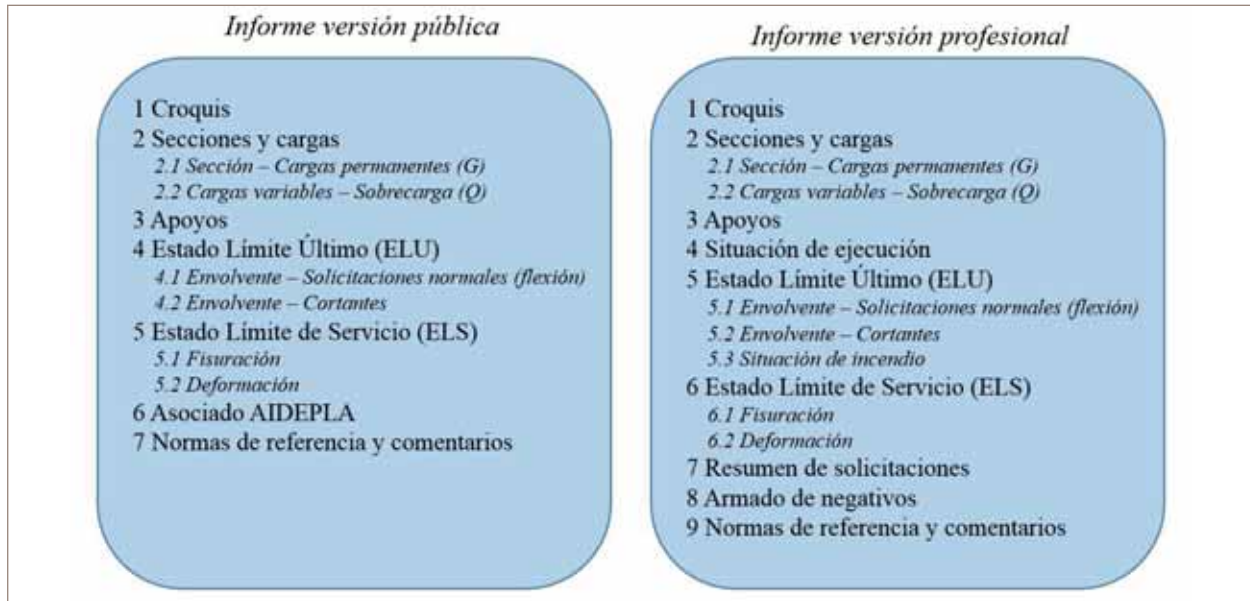 Informe versión pública
1 Croquis
2 Secciones y cargas
2.1 Sección – Cargas permanentes (G)
2.2 Cargas variables – Sobrecarga (Q)
3 Apoyos
4 Estado Límite Último (ELU)
4.1 Envolvente – Solicitaciones normales (flexión)
4.2 Envolvente – Cortantes
5 Estado Límite de Servicio (ELS)
5.1 Fisuración
5.2 Deformación
6 Asociado AIDEPLA
7 Normas de referencia y comentarios
Informe versión profesional
1 Croquis
2 Secciones y cargas
2.1 Sección – Cargas permanentes (G)
2.2 Cargas variables – Sobrecarga (Q)
3 Apoyos
4 Situación de ejecución
5 Estado Límite Último (ELU)
5.1 Envolvente – Solicitaciones normales (flexión)
5.2 Envolvente – Cortantes
5.3 Situación de incendio
6 Estado Límite de Servicio (ELS)
6.1 Fisuración
6.2 Deformación
7 Resumen de solicitaciones
8 Armado de negativos
9 Normas de referencia y comentarios